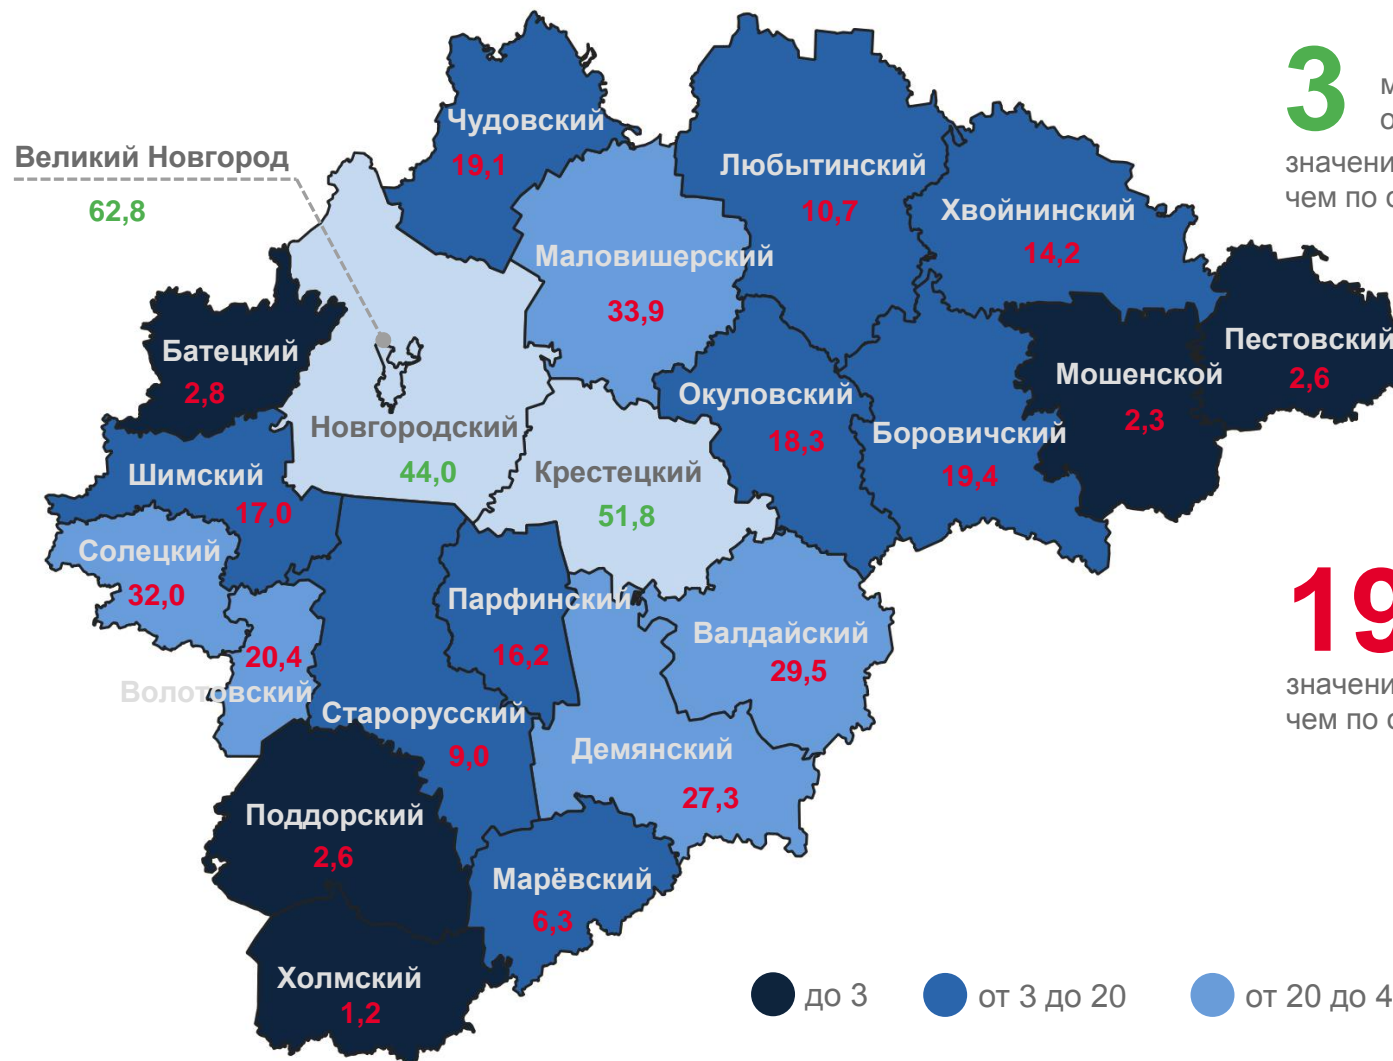 Чудовский
19,1
Великий Новгород
62,8
Любытинский
10,7
Хвойнинский
14,2
Маловишерский
33,9
Батецкий
2,8
Пестовский
2,6
Мошенской
2,3
Окуловский
18,3
Боровичский
19,4
Новгородский
44,0
Крестецкий
51,8
Шимский
17,0
Солецкий
32,0
Парфинский
16,2
Валдайский
29,5
20,4
Волотовский
Старорусский
9,0
Демянский
27,3
Поддорский
2,6
Марёвский
6,3
Холмский
1,2
3
значени
чем по с
19
значени
чем по с
до 3
от 3 до 20
от 20 до 4